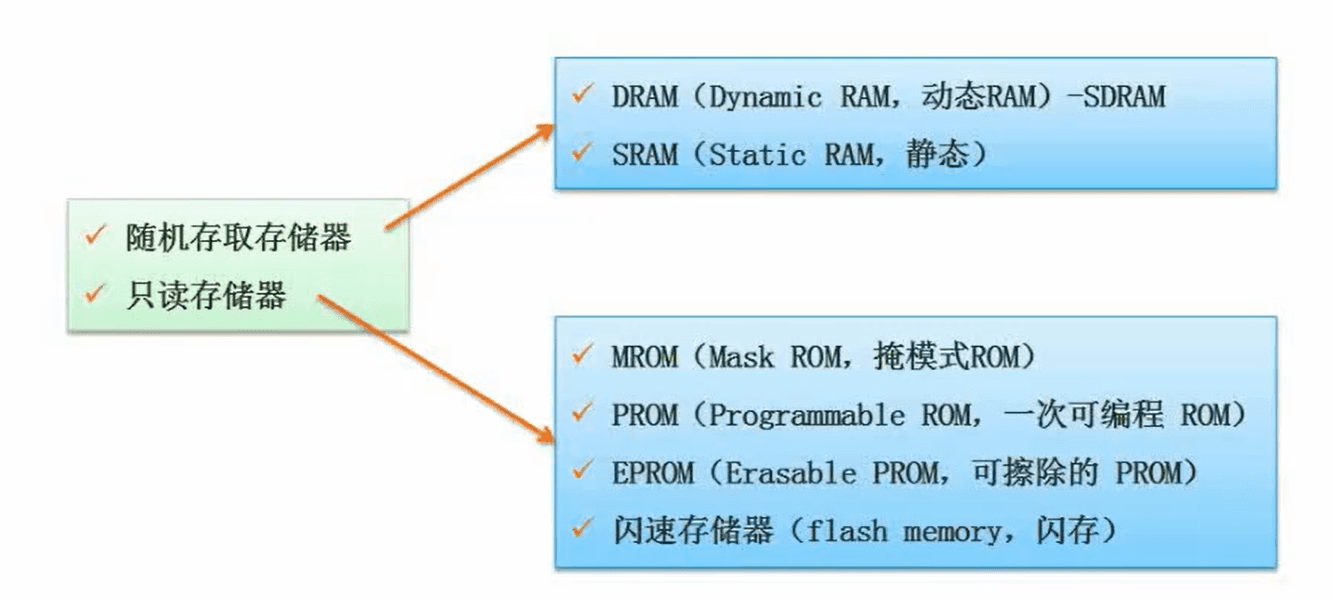 DRAM（Dynamic RAM，动态RAM）-SDRAM
SRAM（Static RAM，静态）
随机存取存储器
只读存储器
MROM（Mask ROM，掩模式ROM）
PROM（Programmable ROM，一次可编程 ROM）
EPROM（Erasable PROM，可擦除的 PROM）
闪速存储器（flash memory，闪存）